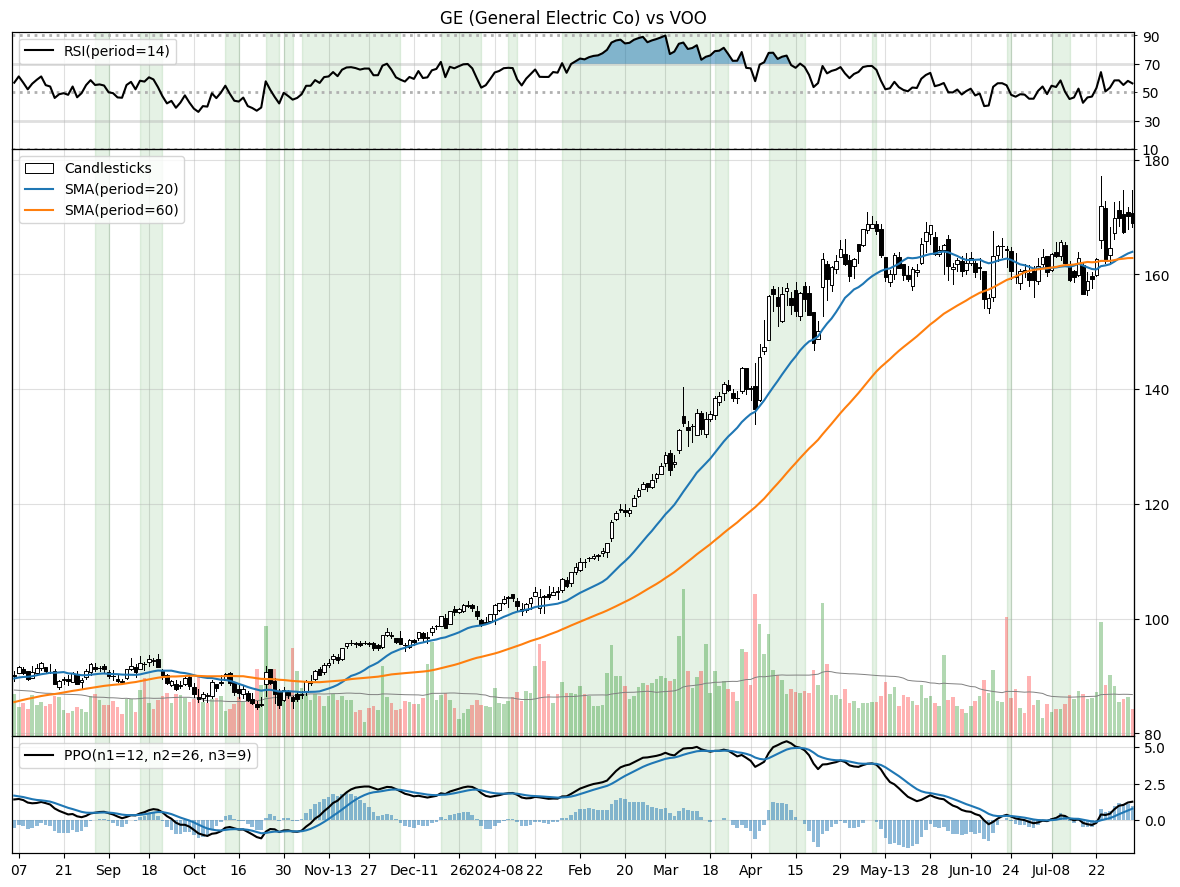 GE (General Electric Co) vs VOO
RSI(period=14)
90
70
50
30
10
Candlesticks
SMA(period=20)
SMA(period=60)
180
160
140
120
100
80
PPO(n1=12, n2=26, n3=9)
5.0
2.5
0.0
07 21 Sep 18 Oct 16 30 Nov-13 27 Dec-11 26 2024-08 22 Feb 20 Mar 18 Apr 15 29 May-13 28 Jun-10 24 Jul-08 22